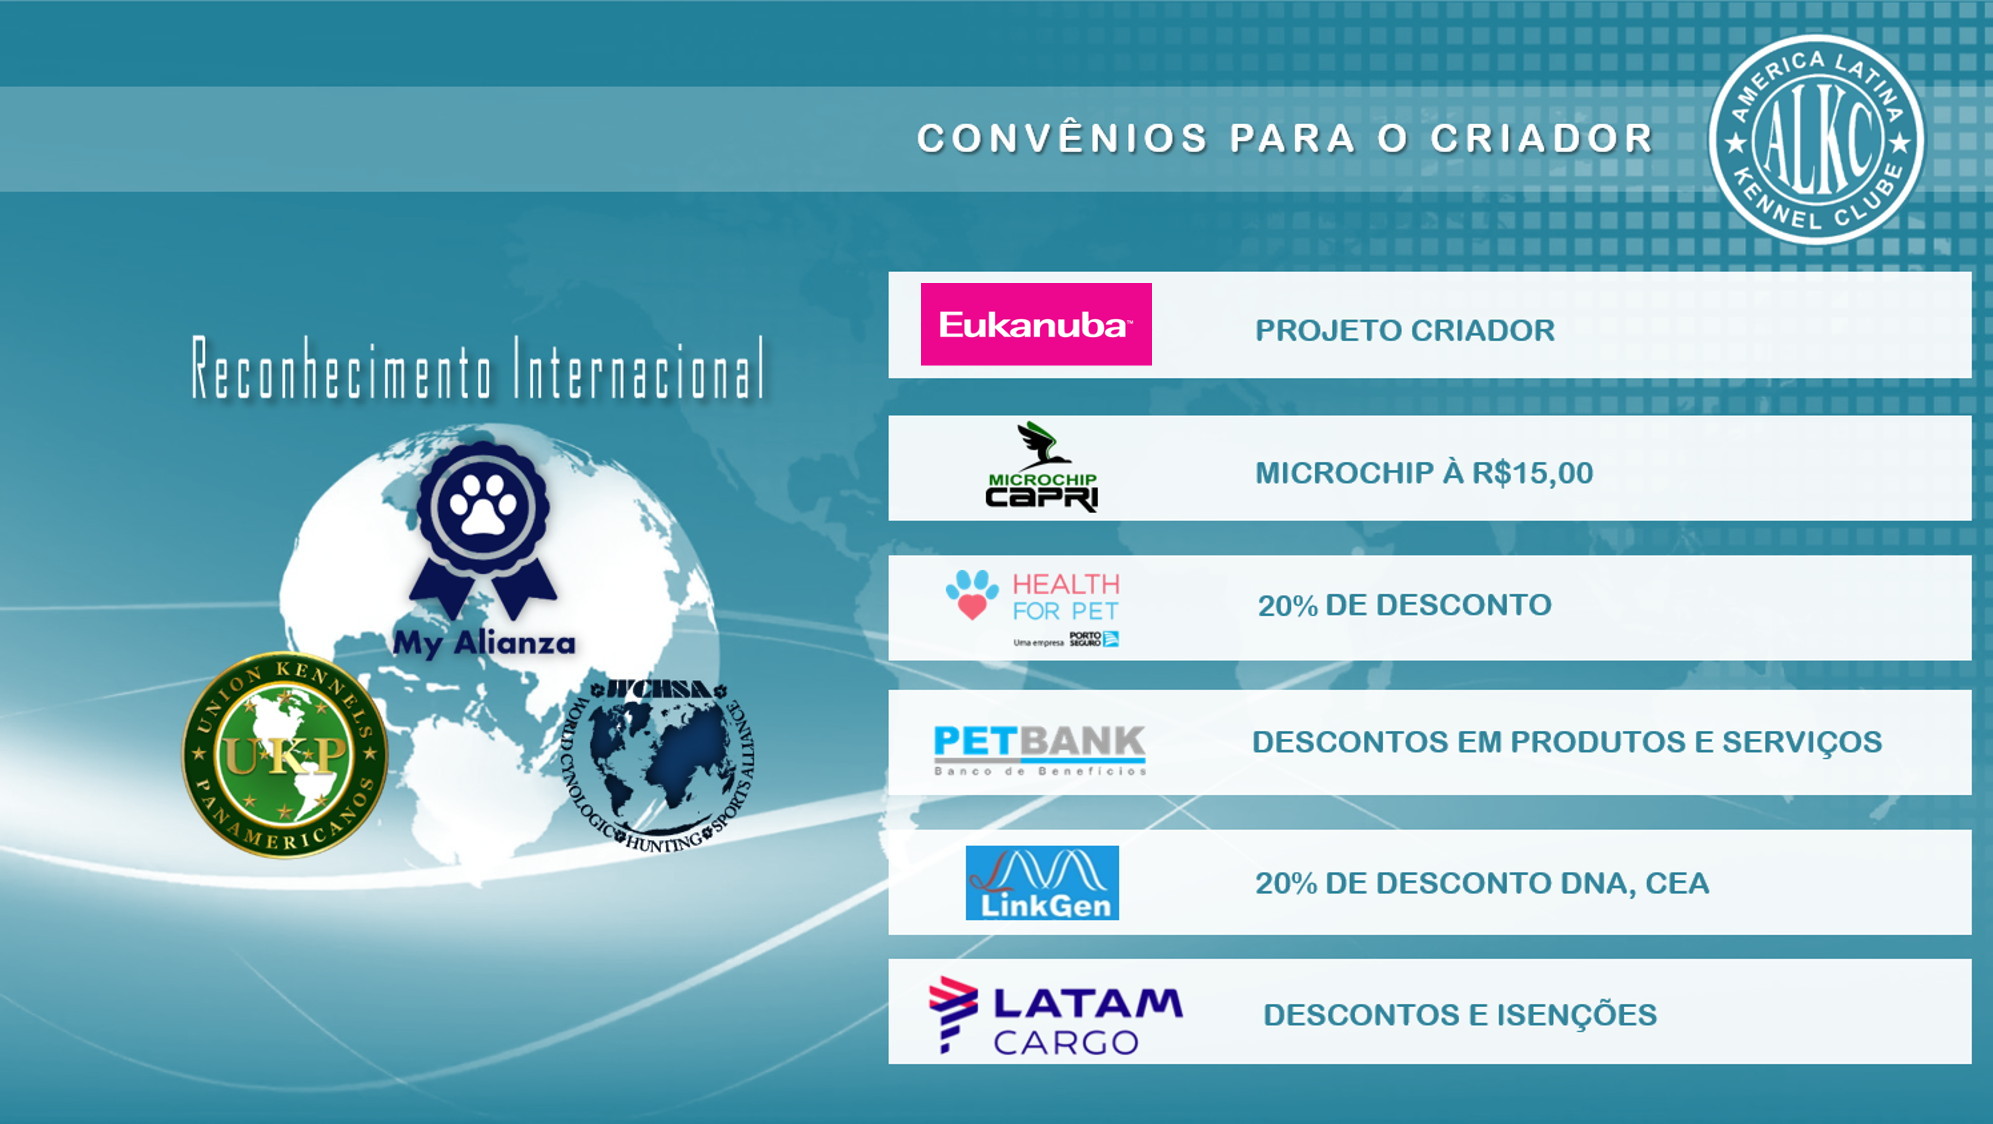 CONVÊNIOS PARA O CRIADOR
AMERICA LATINA
ALKC
KENNEL CLUBE
Reconhecimento Internacional
My Alianza
UNION KENNELS
UKP
PANAMERICANOS
WCHSA
WORLD CYNOLOGIC HUNTING SPORTS ALLIANCE
Eukanuba™
PROJETO CRIADOR
MICROCHIP
CAPRI
MICROCHIP À R$15,00
HEALTH
FOR PET
Uma empresa PORTO
SEGURO
20% DE DESCONTO
PETBANK
Banco de Benefícios
DESCONTOS EM PRODUTOS E SERVIÇOS
LinkGen
20% DE DESCONTO DNA, CEA
LATAM
CARGO
DESCONTOS E ISENÇÕES